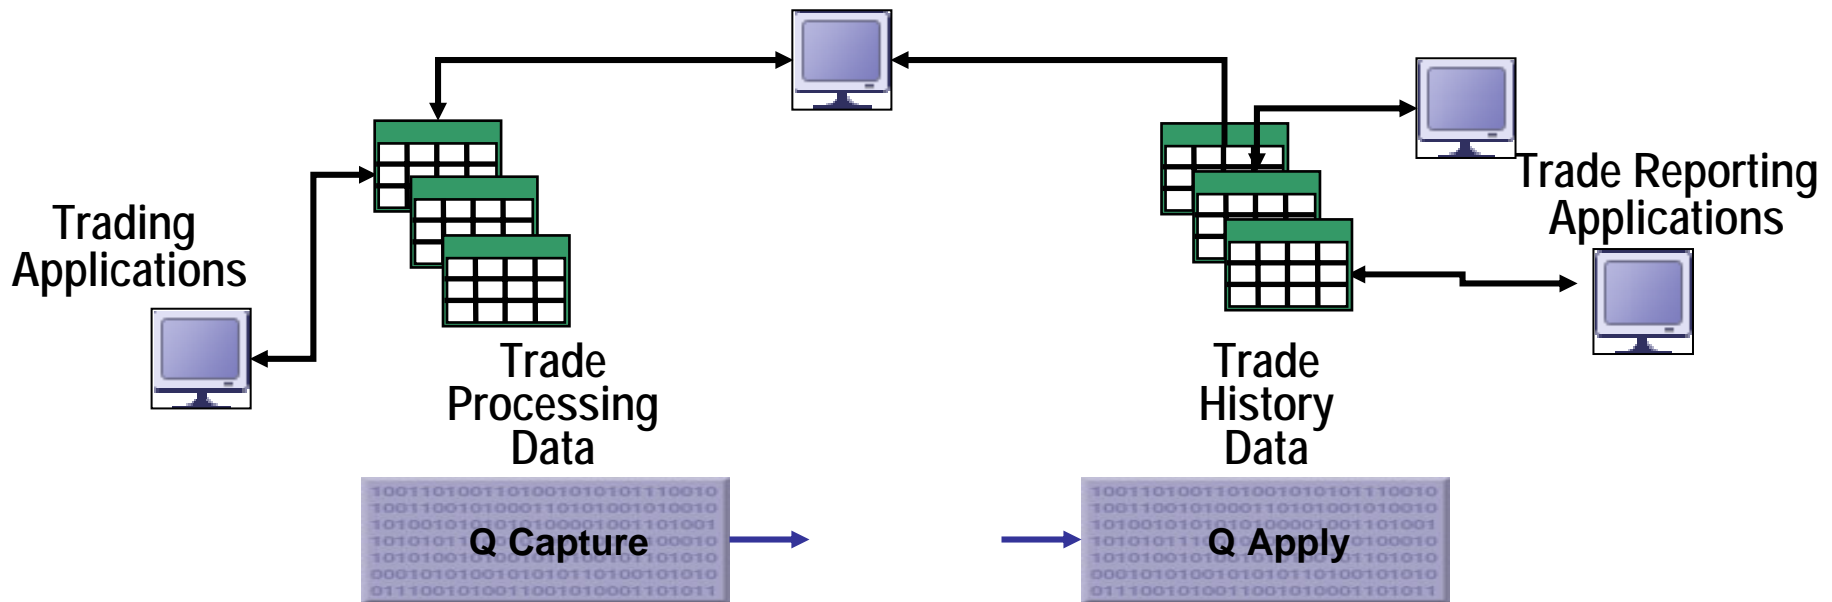 Trading
Applications
Trade
Processing
Data
Trade
History
Data
Trade Reporting
Applications
Q Capture
Q Apply